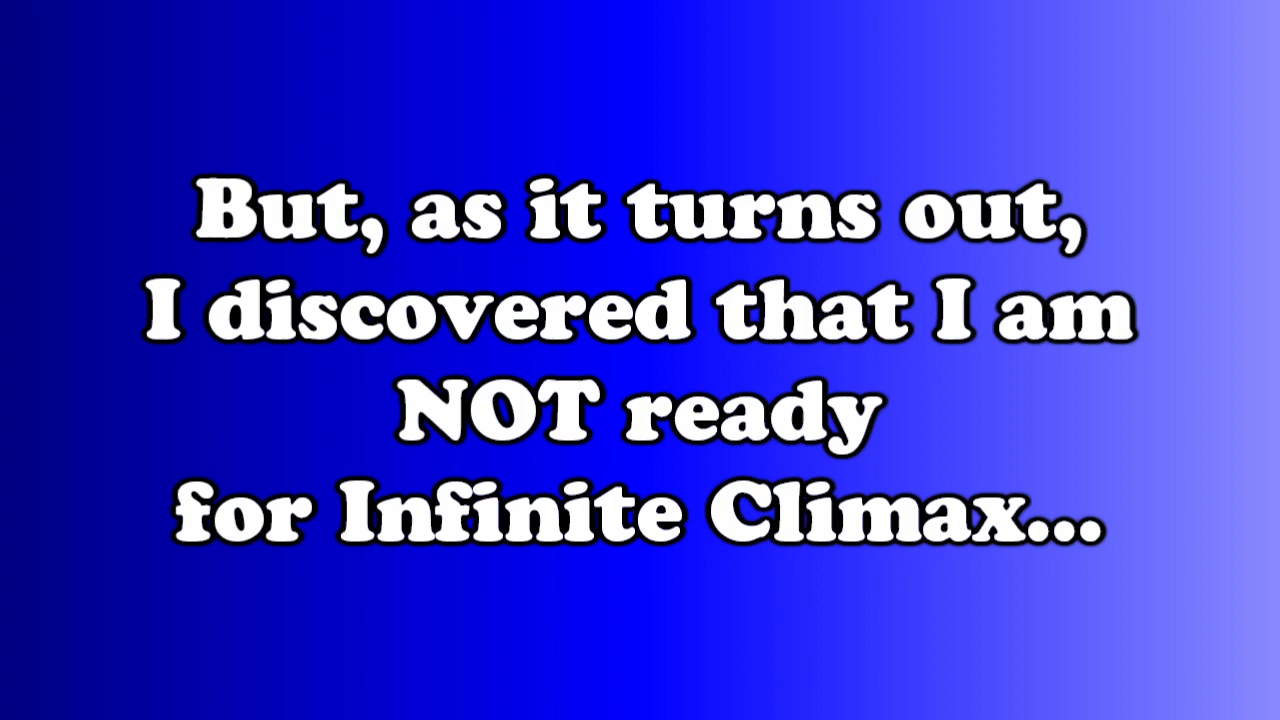 But, as it turns out,
I discovered that I am
NOT ready
for Infinite Climax...